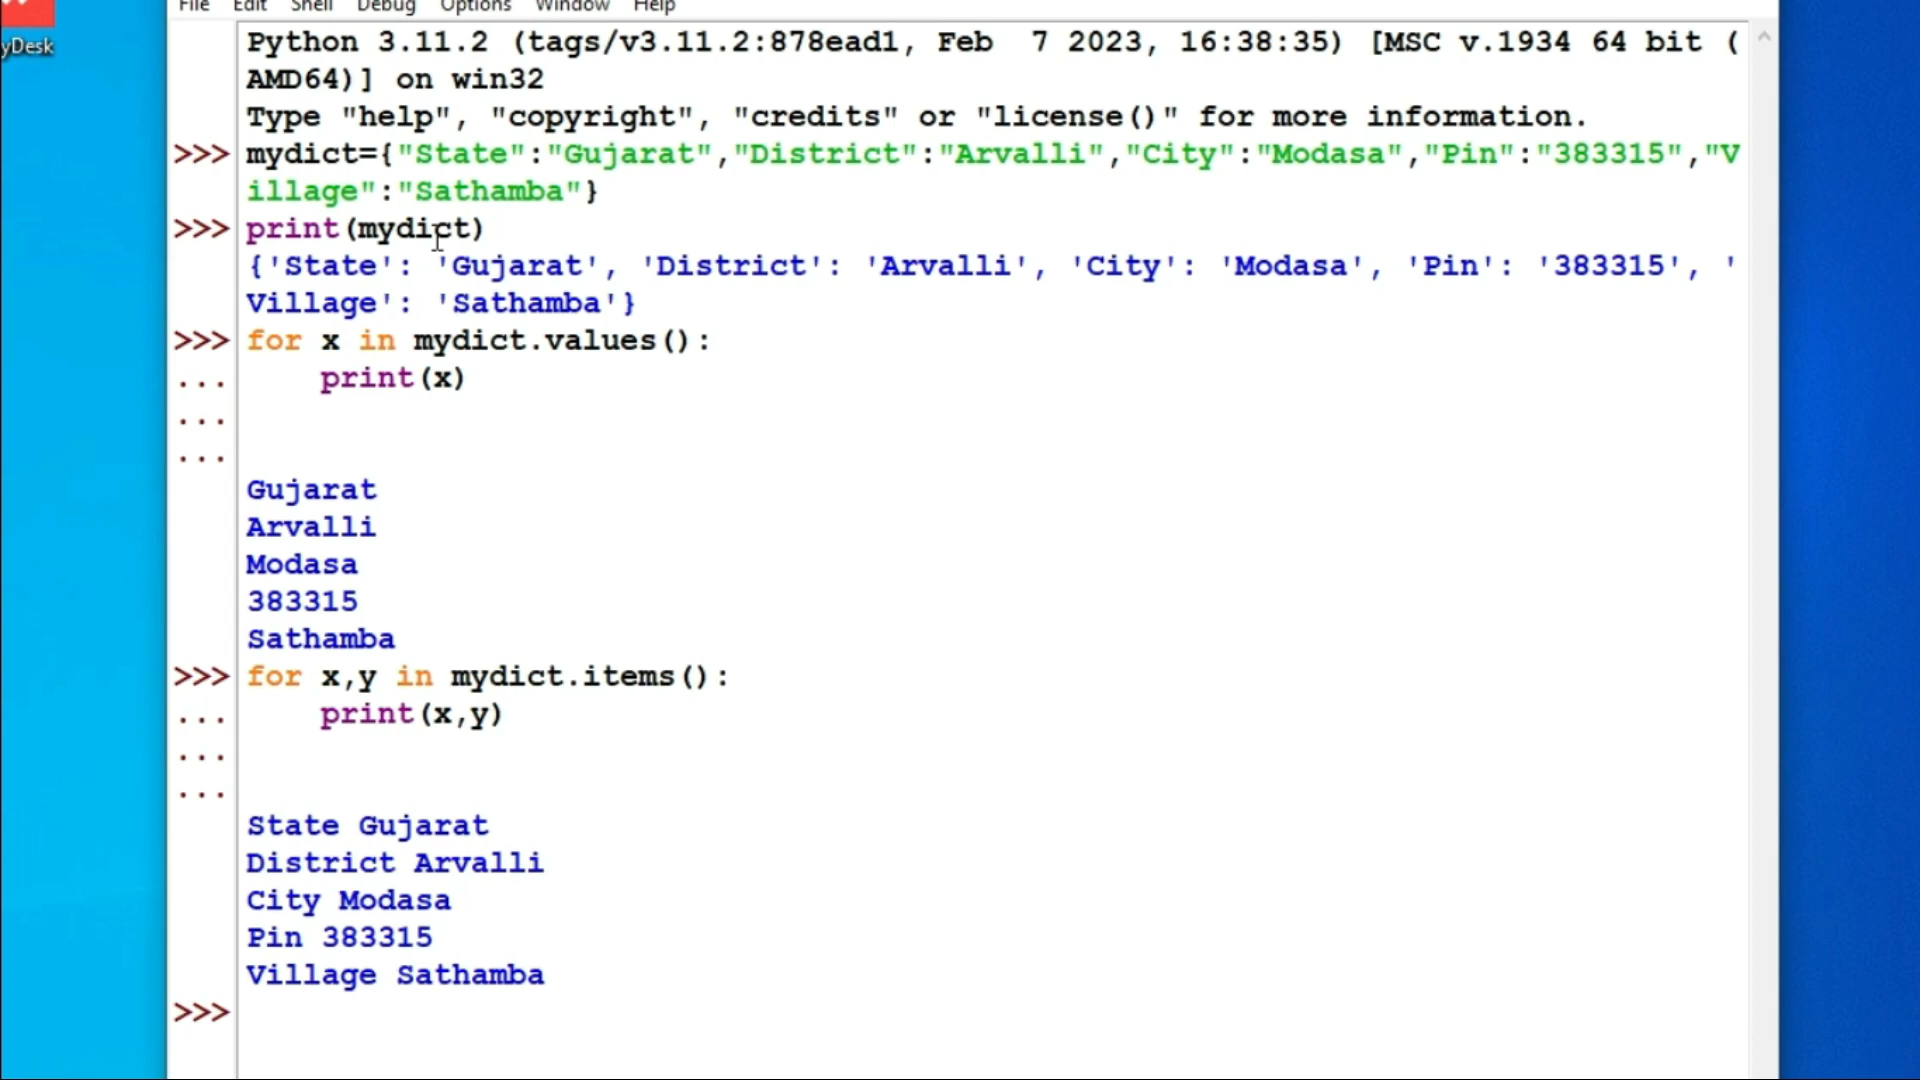 File Edit Shell Debug Options Window Help
yDesk
Python 3.11.2 (tags/v3.11.2:878ead1, Feb  7 2023, 16:38:35) [MSC v.1934 64 bit (
AMD64)] on win32
Type "help", "copyright", "credits" or "license()" for more information.
>>> mydict={"State":"Gujarat","District":"Arvalli","City":"Modasa","Pin":"383315","V
illage":"Sathamba"}
>>> print(mydict)
{'State': 'Gujarat', 'District': 'Arvalli', 'City': 'Modasa', 'Pin': '383315', '
Village': 'Sathamba'}
>>> for x in mydict.values():
...     print(x)
...
...
Gujarat
Arvalli
Modasa
383315
Sathamba
>>> for x,y in mydict.items():
...     print(x,y)
...
...
State Gujarat
District Arvalli
City Modasa
Pin 383315
Village Sathamba
>>>